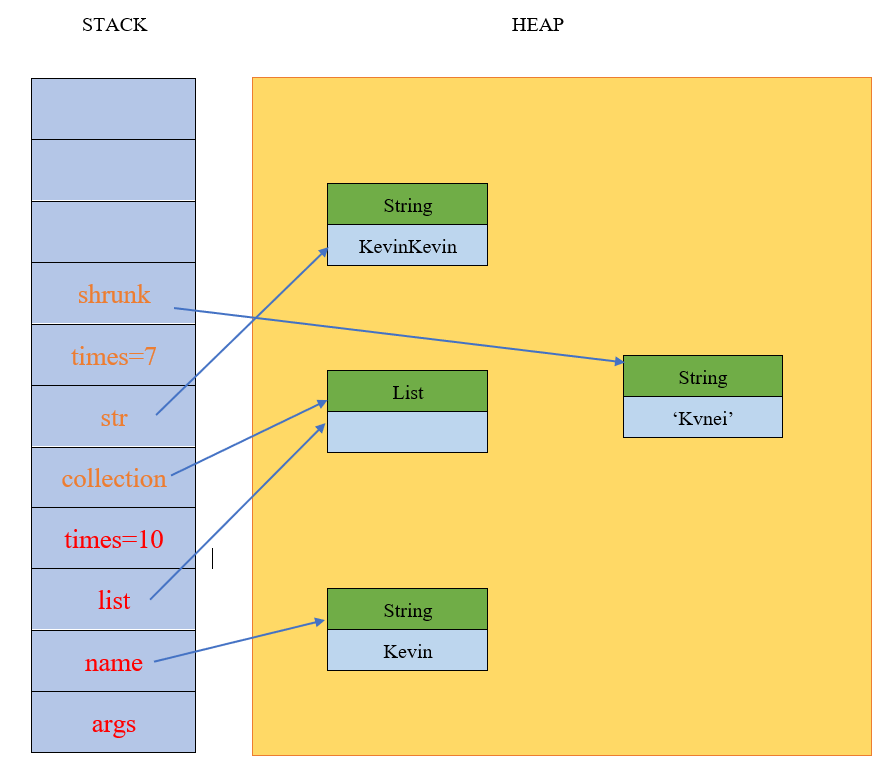 STACK
HEAP
shrunk
times=7
str
collection
times=10
list
name
args
String
KevinKevin
List
String
‘Kvnei’
String
Kevin